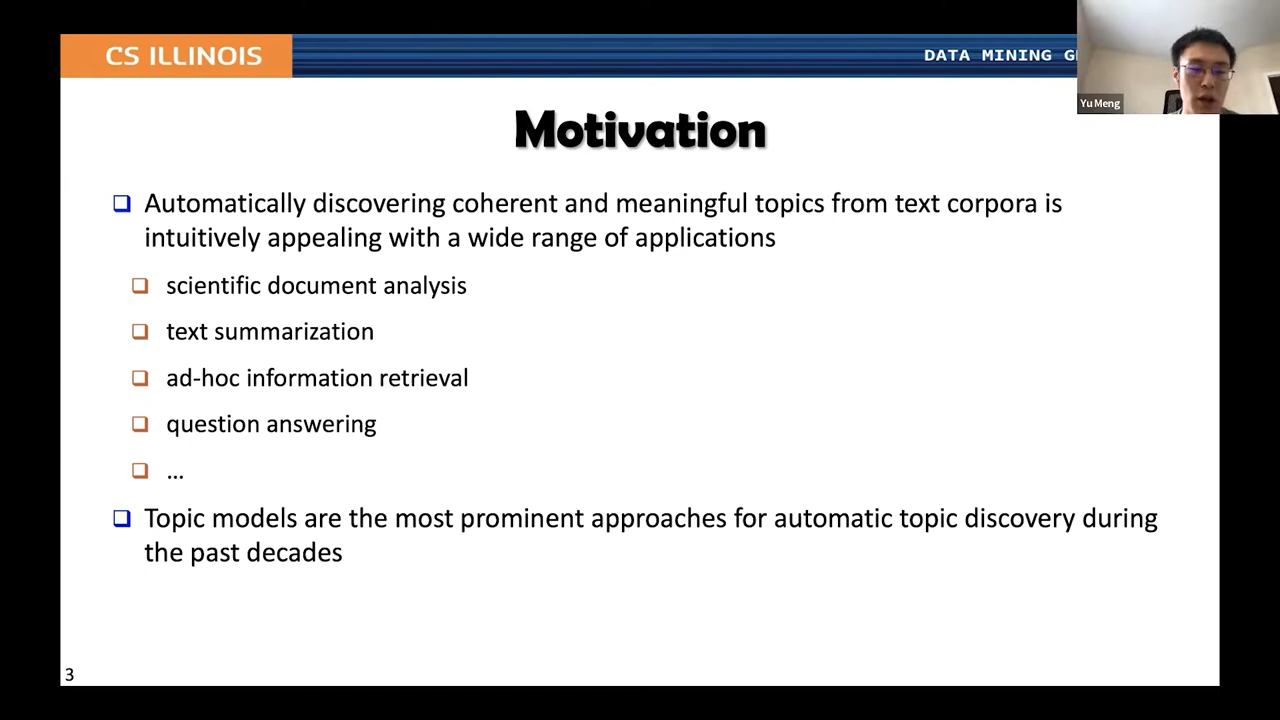 CS ILLINOIS
DATA MINING
Yu Meng
Motivation
Automatically discovering coherent and meaningful topics from text corpora is
intuitively appealing with a wide range of applications
scientific document analysis
text summarization
ad-hoc information retrieval
question answering
...
Topic models are the most prominent approaches for automatic topic discovery during
the past decades
3